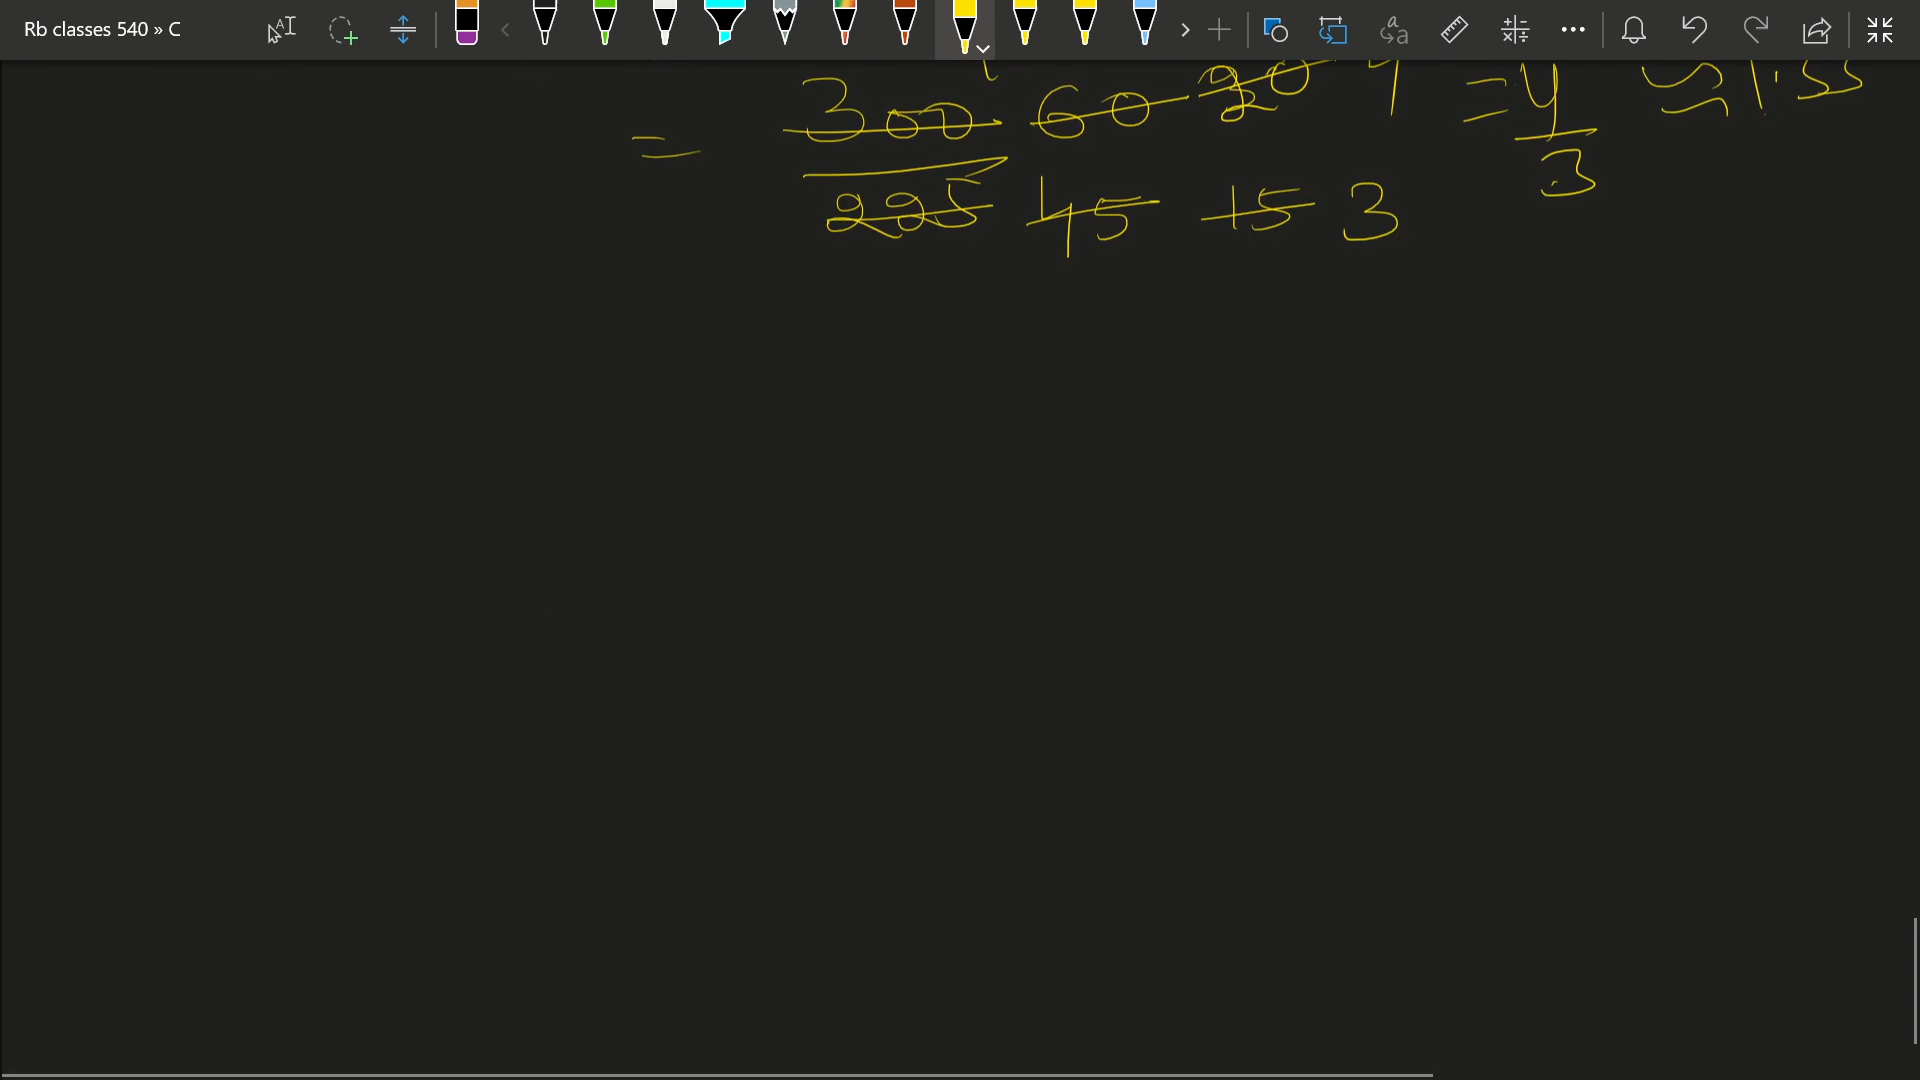 Rb classes 540 » C
= 300 60 20 4 = 4 ≈ 1.33
225 45 15 3 3